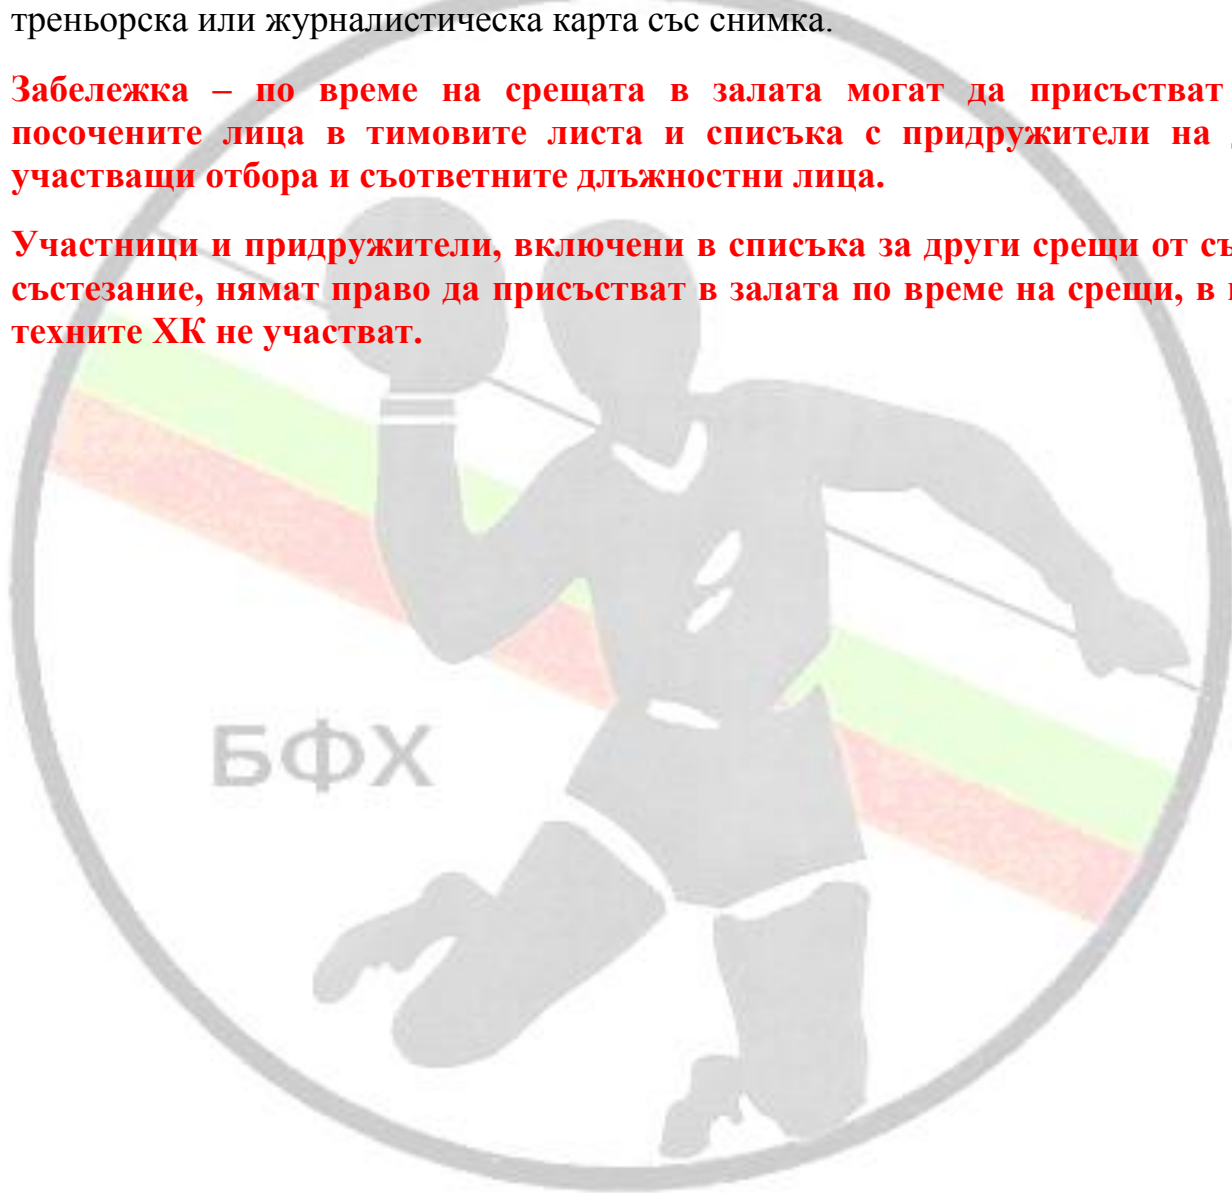 треньорска или журналистическа карта със снимка.
Забележка – по време на срещата в залата могат да присъстват
посочените лица в тимовите листа и списъка с придружители на
участващи отбора и съответните длъжностни лица.
Участници и придружители, включени в списъка за други срещи от
състезание, нямат право да присъстват в залата по време на срещи, в
техните ХК не участват.
БФХ